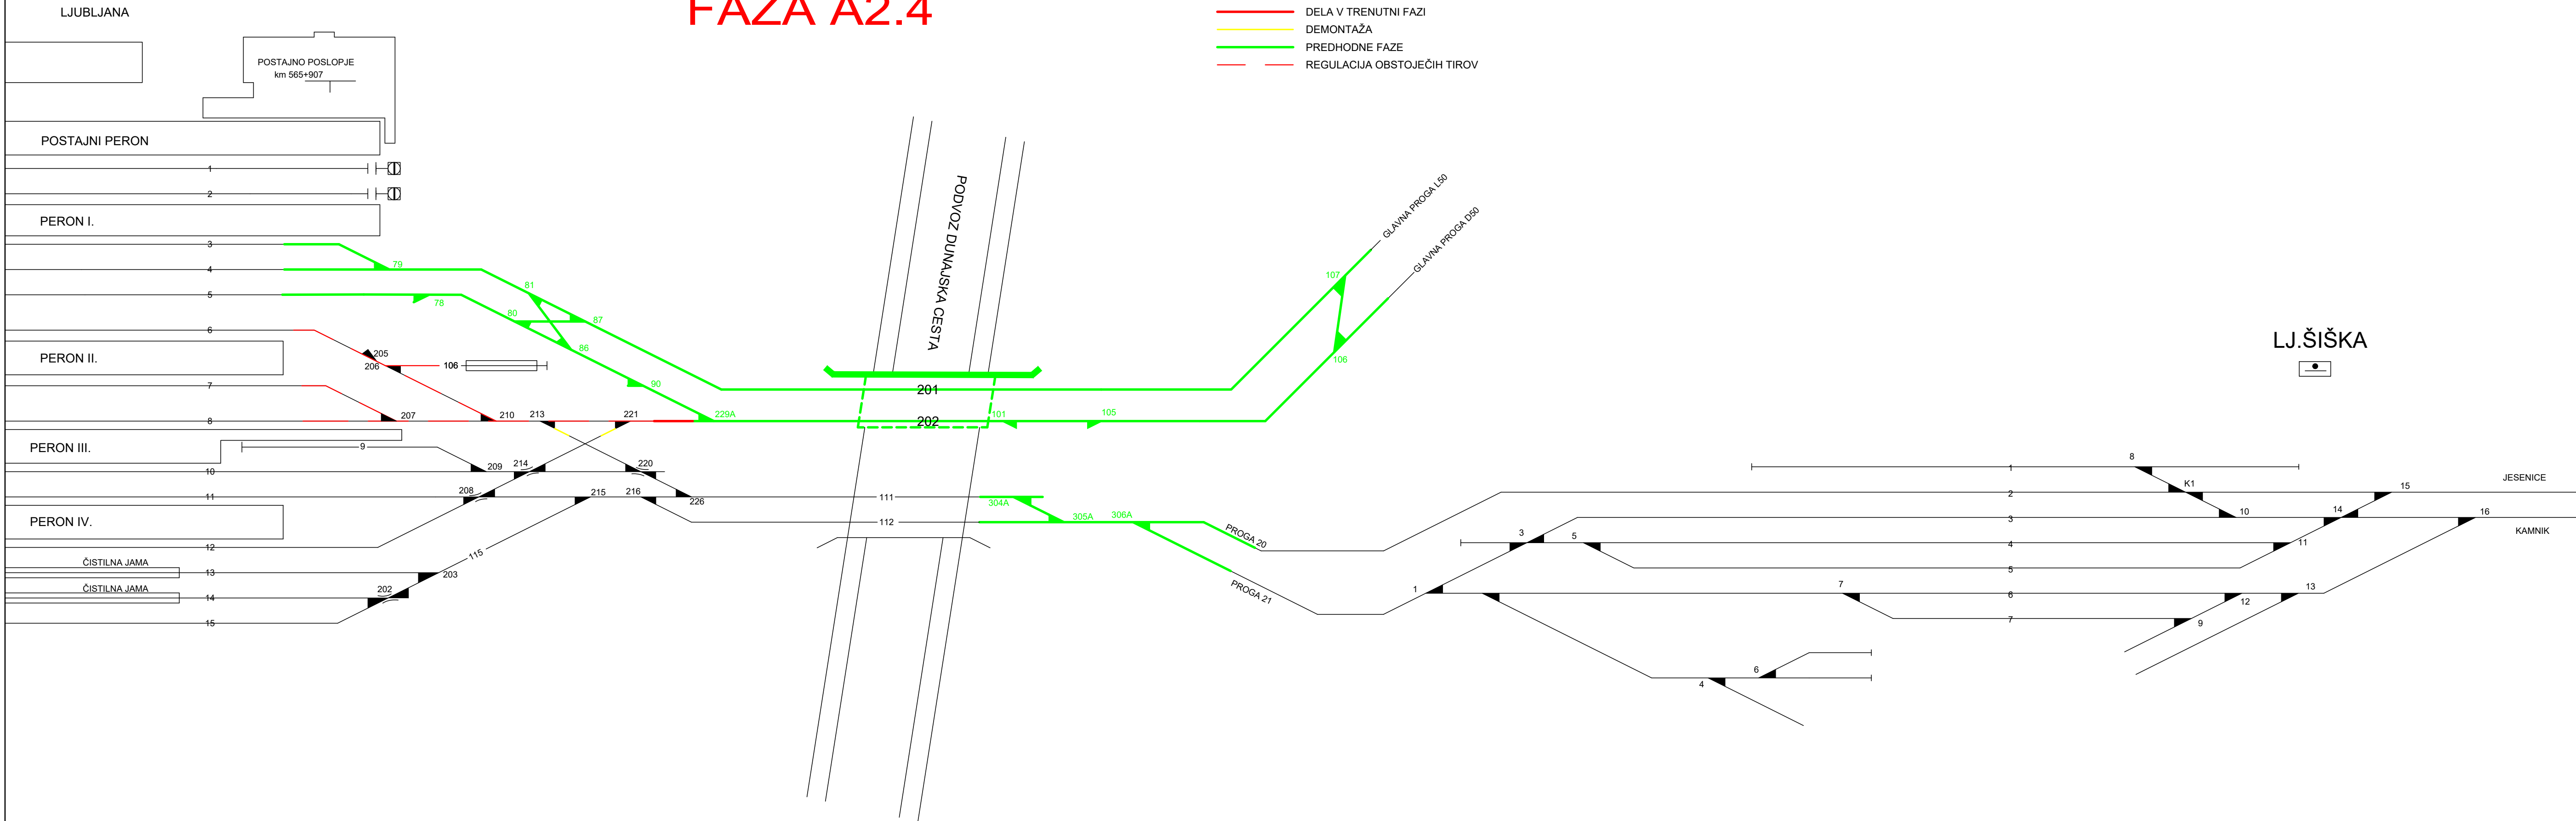 LJUBLJANA
FAZA A2.4
DELA V TRENUTNI FAZI
DEMONTAŽA
PREDHODNE FAZE
REGULACIJA OBSTOJEČIH TIROV
POSTAJNO POSLOPJE
km 565+907
POSTAJNI PERON
1
2
PERON I.
3
4
5
6
PERON II.
7
8
PERON III.
9
10
11
PERON IV.
12
ČISTILNA JAMA
13
ČISTILNA JAMA
14
15
79
78
81
80
87
86
90
229A
205
206
106
207
210
213
221
209
214
220
208
215
216
226
115
203
202
PODVOZ DUNAJSKA CESTA
201
202
101
105
111
112
304A
305A
306A
107
106
GLAVNA PROGA L50
GLAVNA PROGA D50
PROGA 20
PROGA 21
LJ.ŠIŠKA
1
8
K1
2
15
JESENICE
3
10
14
16
KAMNIK
3
5
4
11
5
1
7
6
12
13
7
9
6
4